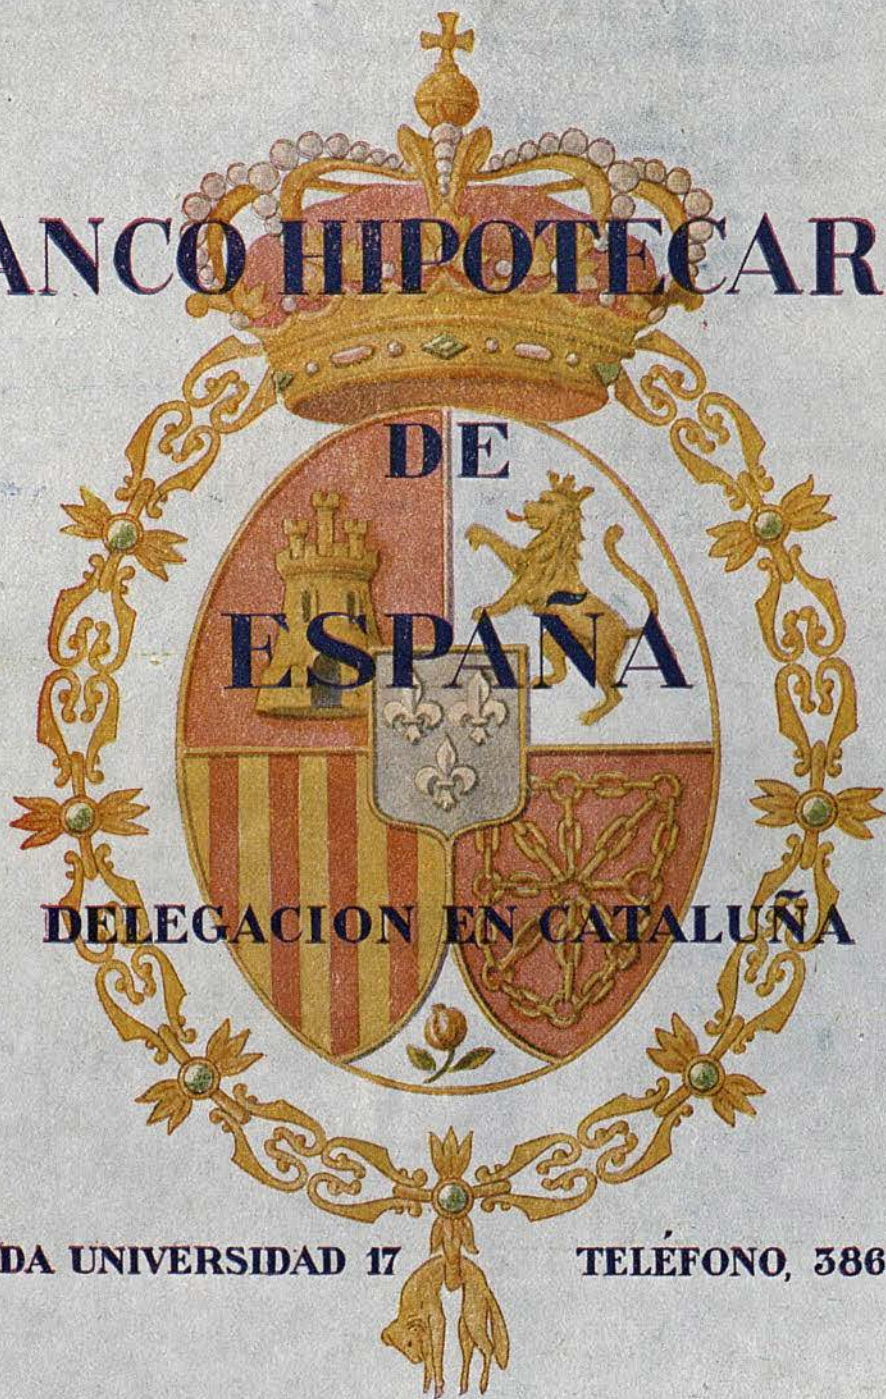 ANCO HIPOTECAR
DE
ESPAÑA
DELEGACION EN CATALUÑA
DA UNIVERSIDAD 17 TELÉFONO, 386